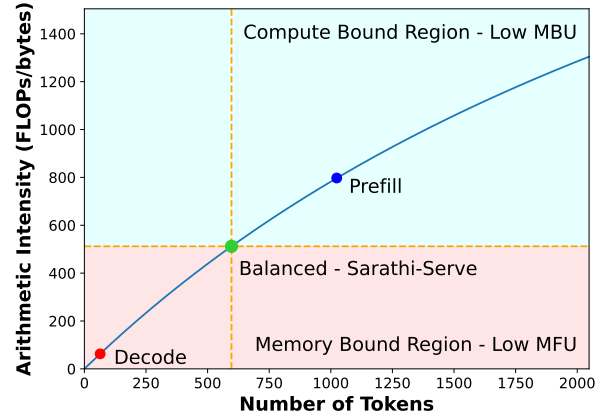 Arithmetic Intensity (FLOPs/bytes)
1400
1200
1000
800
600
400
200
0
Compute Bound Region - Low MBU
Prefill
Balanced - Sarathi-Serve
Memory Bound Region - Low MFU
Decode
0 250 500 750 1000 1250 1500 1750 2000
Number of Tokens